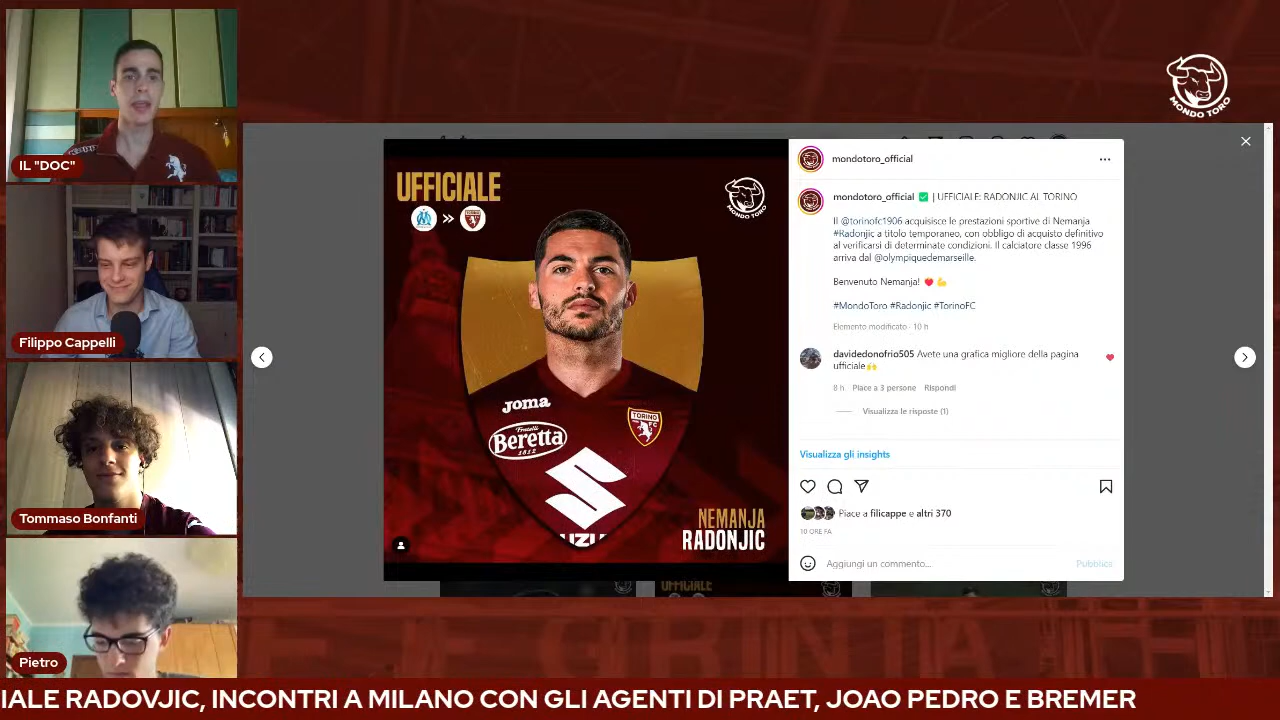 IL "DOC"
Filippo Cappelli
Tommaso Bonfanti
Pietro
MONDO TORO
UFFICIALE
MONDO TORO
Joma
Fratelli
Beretta
1812
TORINO
FC
NEMANJA
RADONJIC
mondotoro_official
mondotoro_official ✅ | UFFICIALE: RADONJIC AL TORINO
Il @torinofc1906 acquisisce le prestazioni sportive di Nemanja
#Radonjic a titolo temporaneo, con obbligo di acquisto definitivo
al verificarsi di determinate condizioni. Il calciatore classe 1996
arriva dal @olympiquedemarseille.
Benvenuto Nemanja! ❤️ 💪
#MondoToro #Radonjic #TorinoFC
Elemento modificato · 10 h
davidedonofrio505 Avete una grafica migliore della pagina
ufficiale🙌
8 h Piace a 3 persone Rispondi
Visualizza le risposte (1)
Visualizza gli insights
Piace a filicappe e altri 370
10 ORE FA
Aggiungi un commento...
Pubblica
UFFICIALE
IALE RADOVJIC, INCONTRI A MILANO CON GLI AGENTI DI PRAET, JOAO PEDRO E BREMER